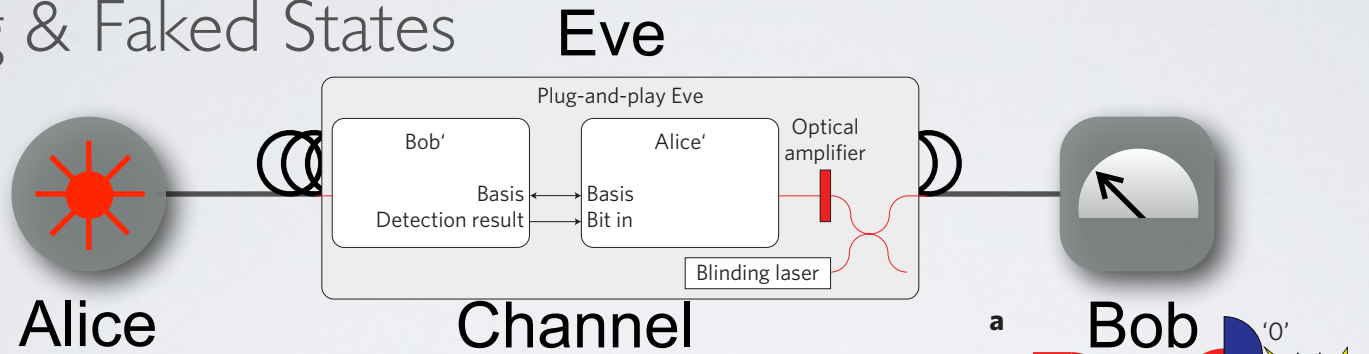 & Faked States
Eve
Plug-and-play Eve
Bob‘
Alice‘
Optical
amplifier
Basis
Basis
Detection result
Bit in
Blinding laser
Alice
Channel
a
Bob
‘0’